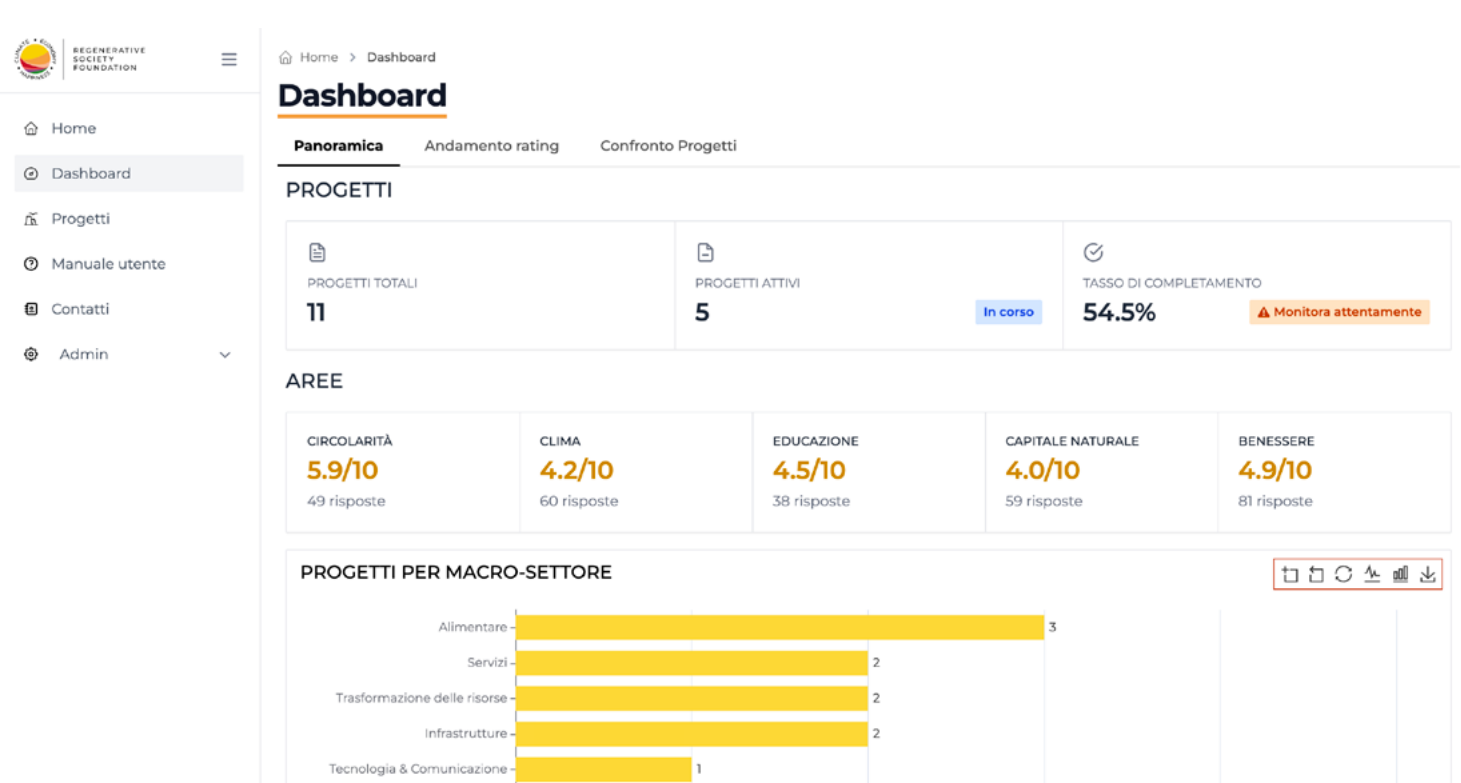 CLIMATE • ECONOMY • HAPPINESS •
REGENERATIVE
SOCIETY
FOUNDATION
Home
Dashboard
Progetti
Manuale utente
Contatti
Admin
Home > Dashboard
Dashboard
Panoramica Andamento rating Confronto Progetti
PROGETTI
PROGETTI TOTALI
11
PROGETTI ATTIVI
5 In corso
TASSO DI COMPLETAMENTO
54.5% Monitora attentamente
AREE
CIRCOLARITÀ
5.9/10
49 risposte
CLIMA
4.2/10
60 risposte
EDUCAZIONE
4.5/10
38 risposte
CAPITALE NATURALE
4.0/10
59 risposte
BENESSERE
4.9/10
81 risposte
PROGETTI PER MACRO-SETTORE
Alimentare 3
Servizi 2
Trasformazione delle risorse 2
Infrastrutture 2
Tecnologia & Comunicazione 1